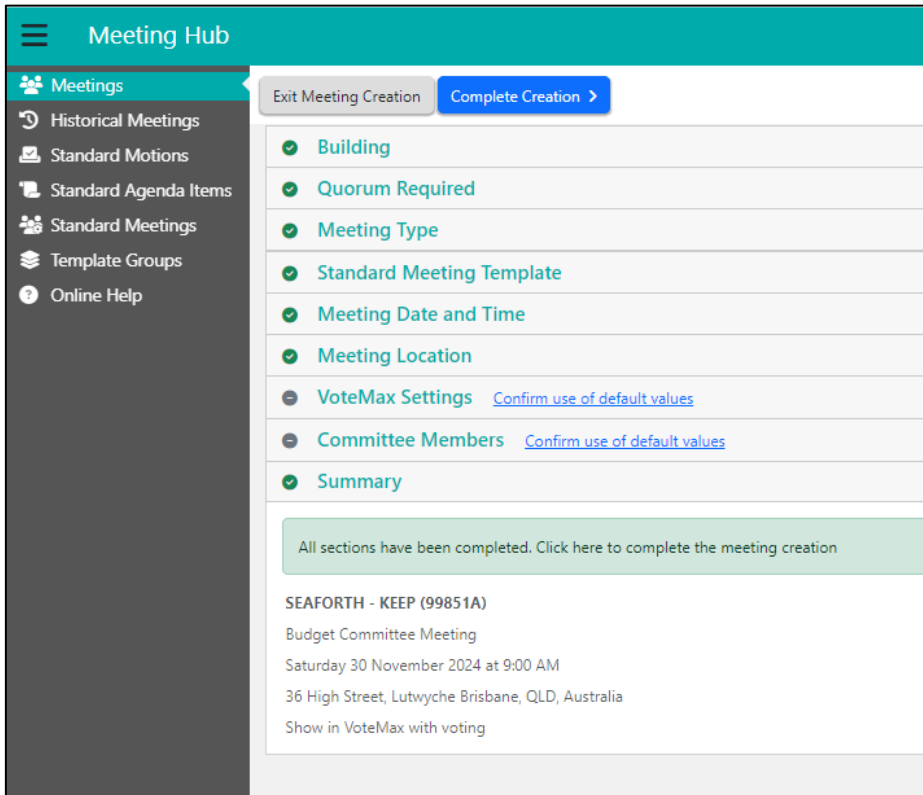 Meeting Hub
Meetings
Historical Meetings
Standard Motions
Standard Agenda Items
Standard Meetings
Template Groups
Online Help
Exit Meeting Creation
Complete Creation >
Building
Quorum Required
Meeting Type
Standard Meeting Template
Meeting Date and Time
Meeting Location
VoteMax Settings Confirm use of default values
Committee Members Confirm use of default values
Summary
All sections have been completed. Click here to complete the meeting creation
SEAFORTH - KEEP (99851A)
Budget Committee Meeting
Saturday 30 November 2024 at 9:00 AM
36 High Street, Lutwyche Brisbane, QLD, Australia
Show in VoteMax with voting